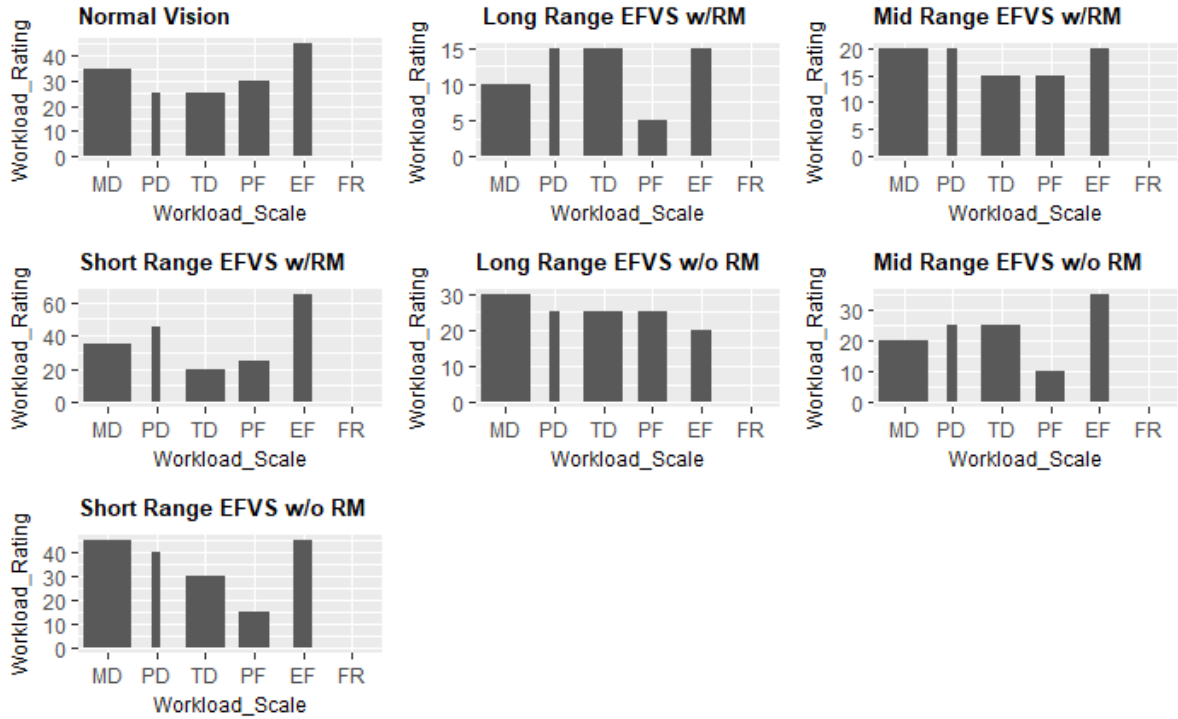 Normal Vision
Workload_Rating
40
30
20
10
0
MD PD TD PF EF FR
Workload_Scale
Long Range EFVS w/RM
Workload_Rating
15
10
5
0
MD PD TD PF EF FR
Workload_Scale
Mid Range EFVS w/RM
Workload_Rating
20
15
10
5
0
MD PD TD PF EF FR
Workload_Scale
Short Range EFVS w/RM
Workload_Rating
60
40
20
0
MD PD TD PF EF FR
Workload_Scale
Long Range EFVS w/o RM
Workload_Rating
30
20
10
0
MD PD TD PF EF FR
Workload_Scale
Mid Range EFVS w/o RM
Workload_Rating
30
20
10
0
MD PD TD PF EF FR
Workload_Scale
Short Range EFVS w/o RM
Workload_Rating
40
30
20
10
0
MD PD TD PF EF FR
Workload_Scale